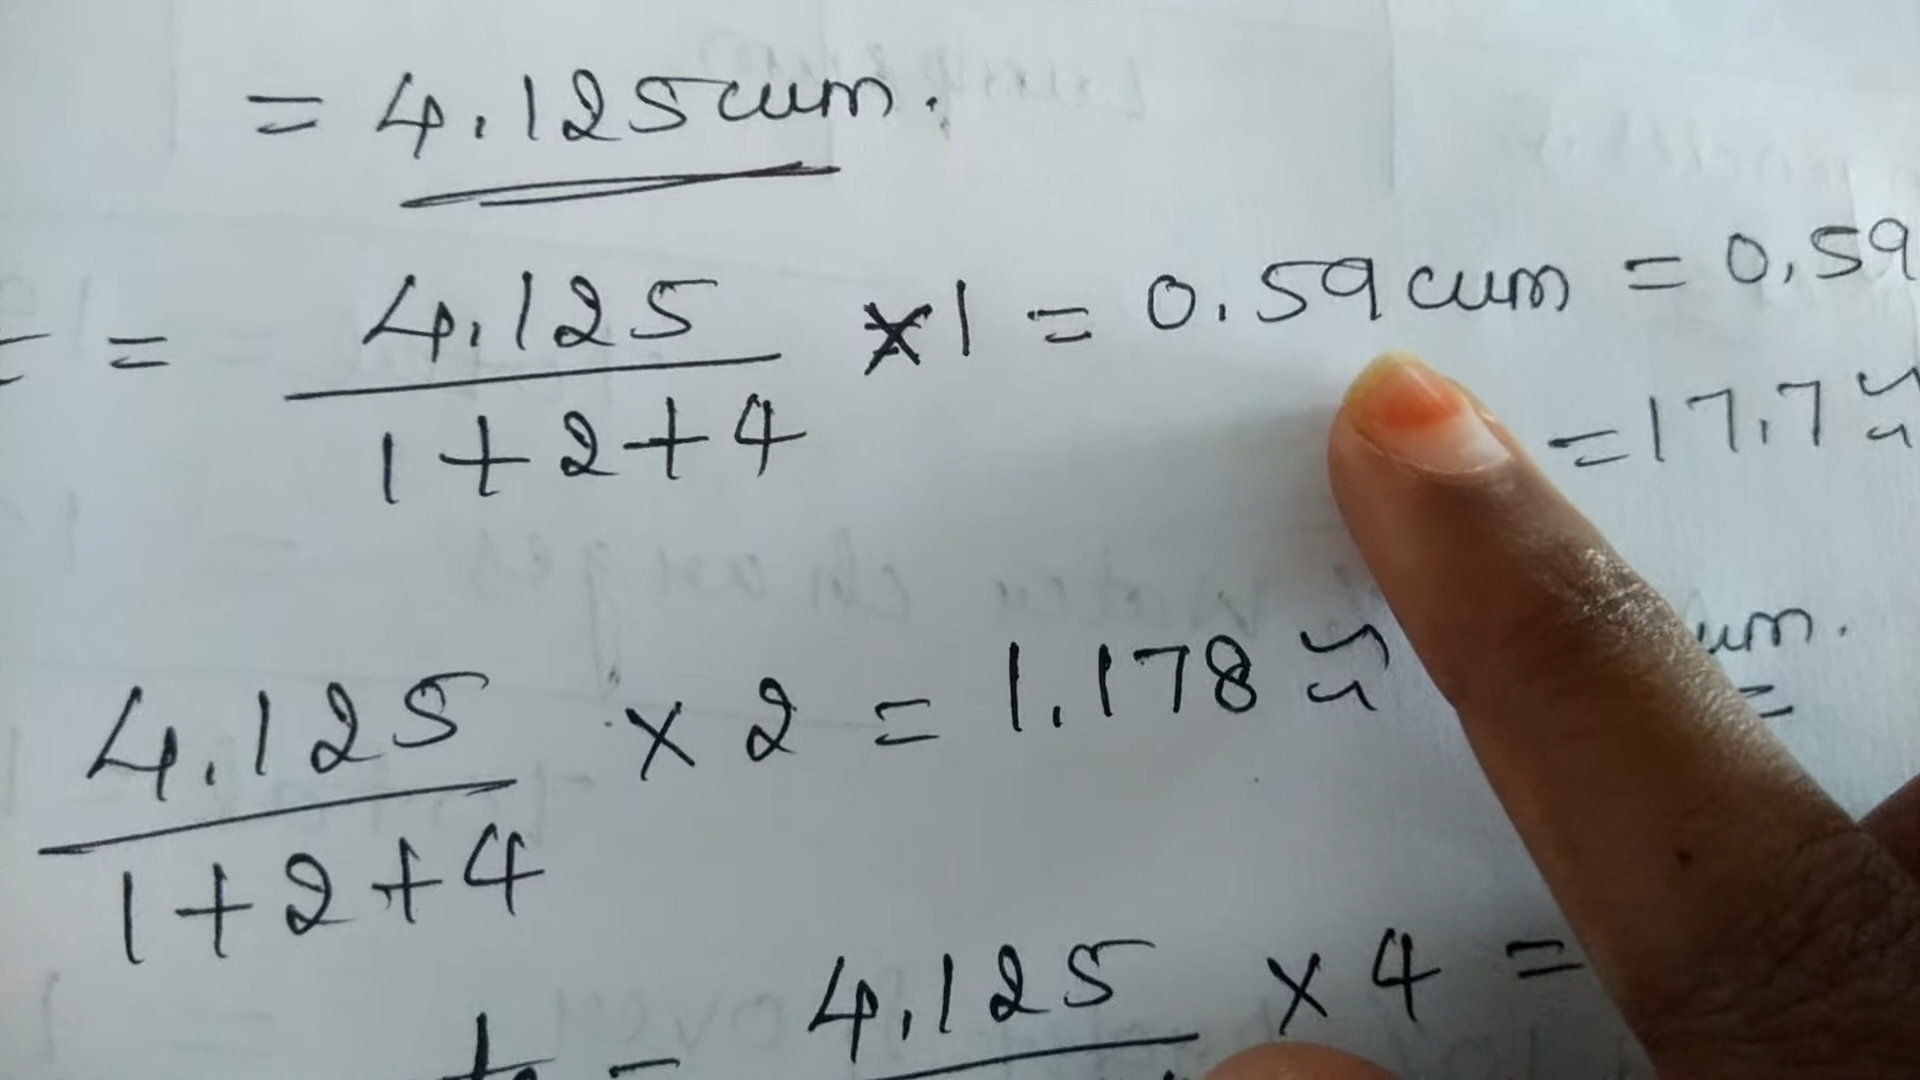 = 4.125 cum.
= 4.125 / 1+2+4 × 1 = 0.59 cum = 0.59
= 17.7 ≈
4.125 / 1+2+4 × 2 = 1.178 ≈ um.
=
4.125 × 4 =